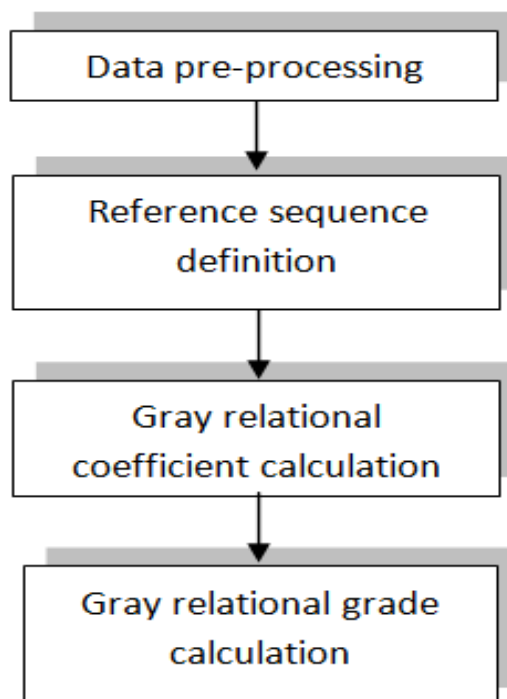 Data pre-processing
Reference sequence
definition
Gray relational
coefficient calculation
Gray relational grade
calculation